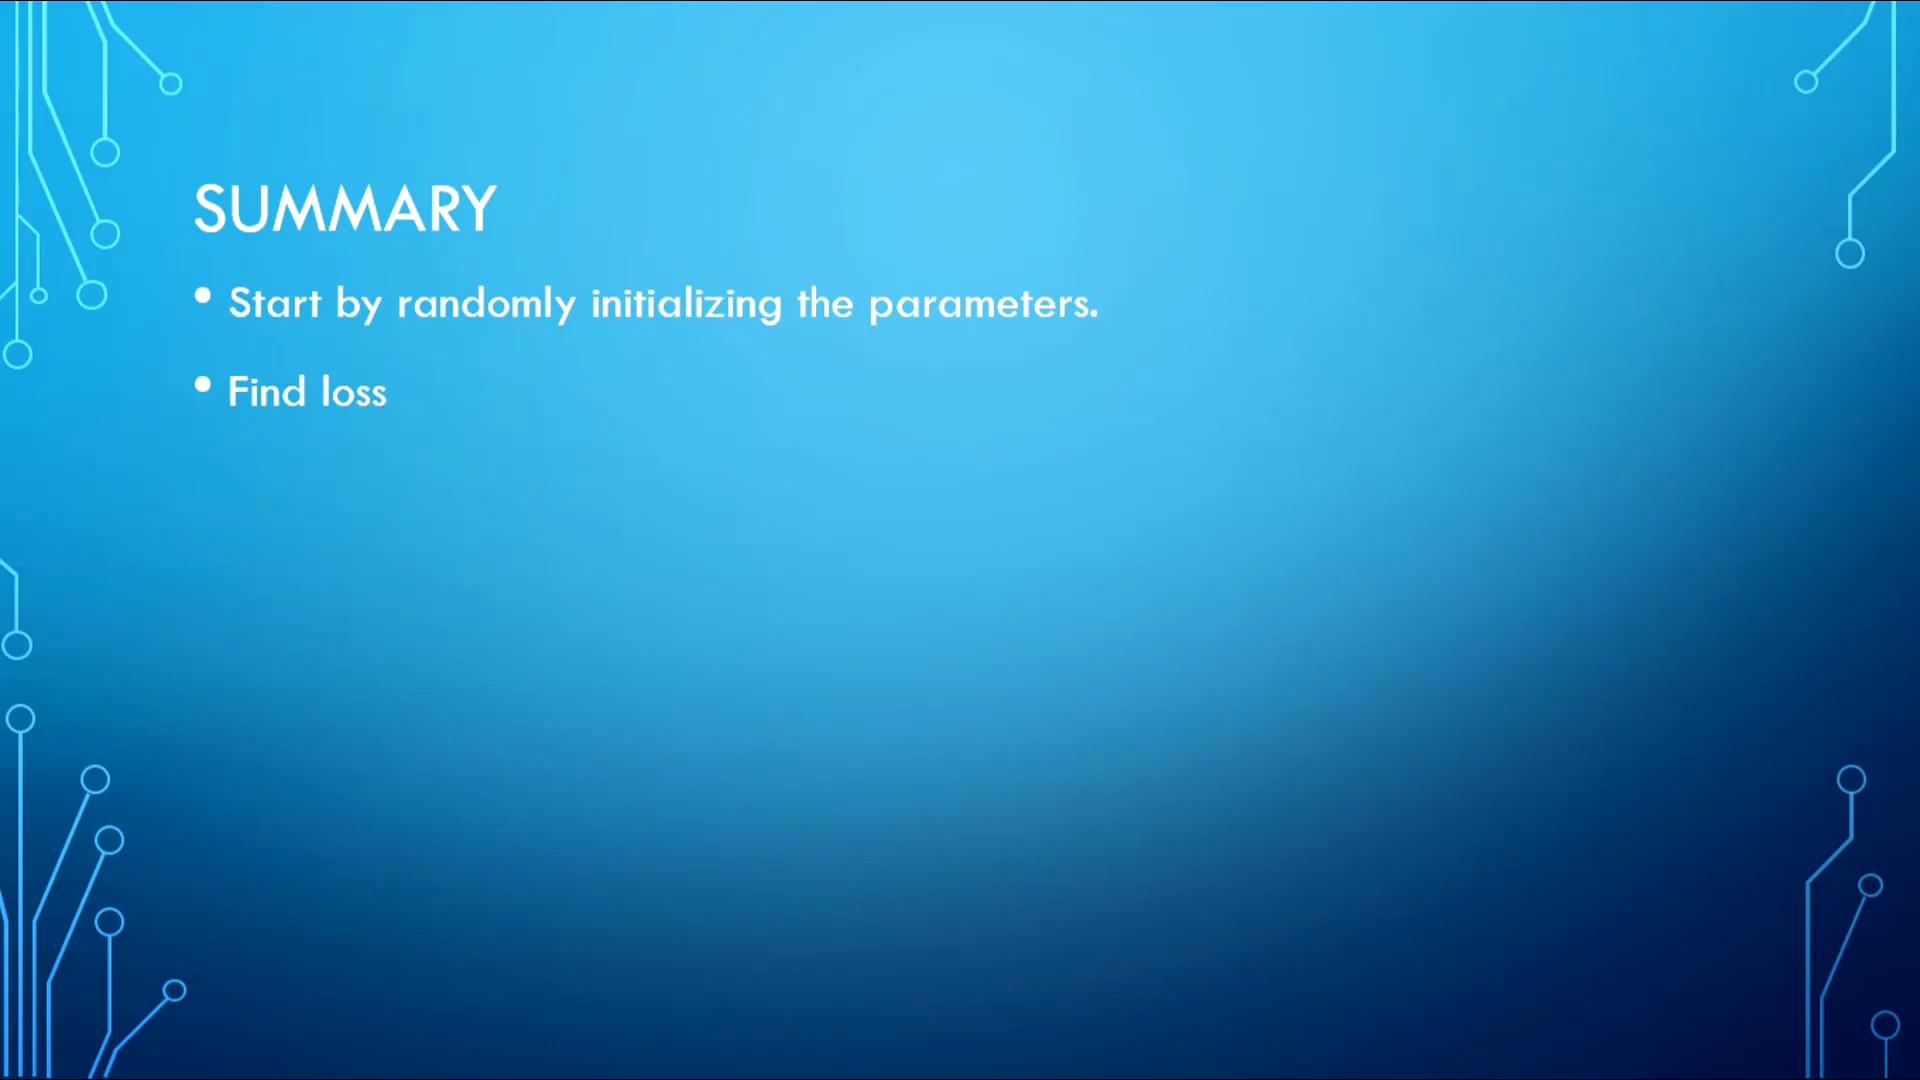 SUMMARY
• Start by randomly initializing the parameters.
• Find loss